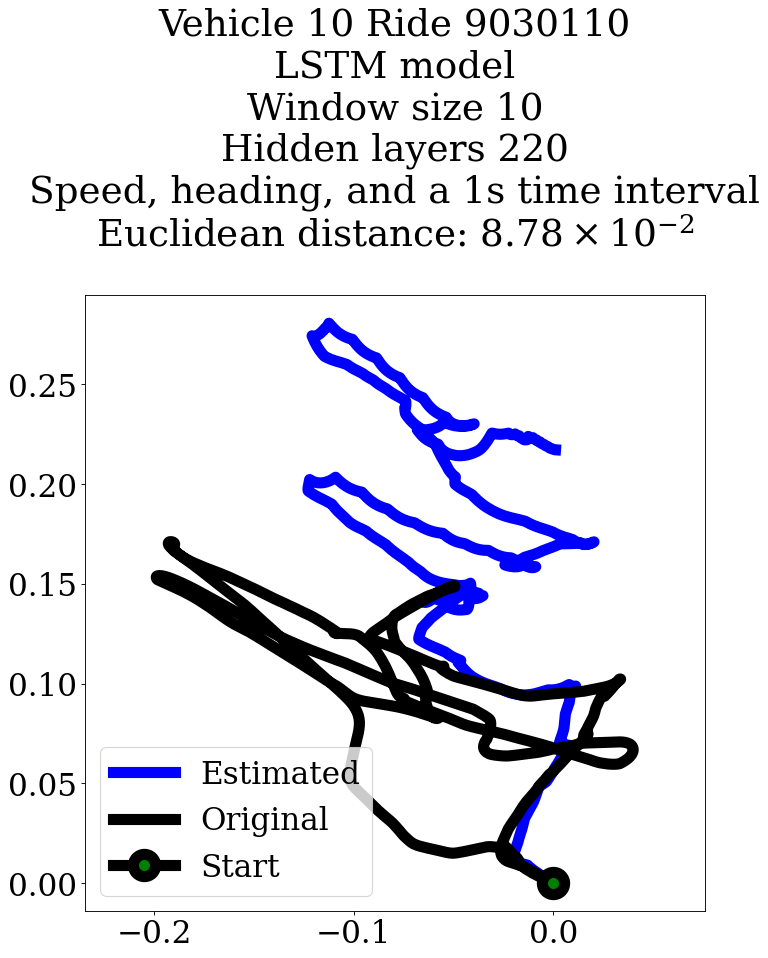 Vehicle 10 Ride 9030110
LSTM model
Window size 10
Hidden layers 220
Speed, heading, and a 1s time interval
Euclidean distance: 8.78 × 10⁻²
0.25
0.20
0.15
0.10
0.05
0.00
Estimated
Original
Start
−0.2 −0.1 0.0